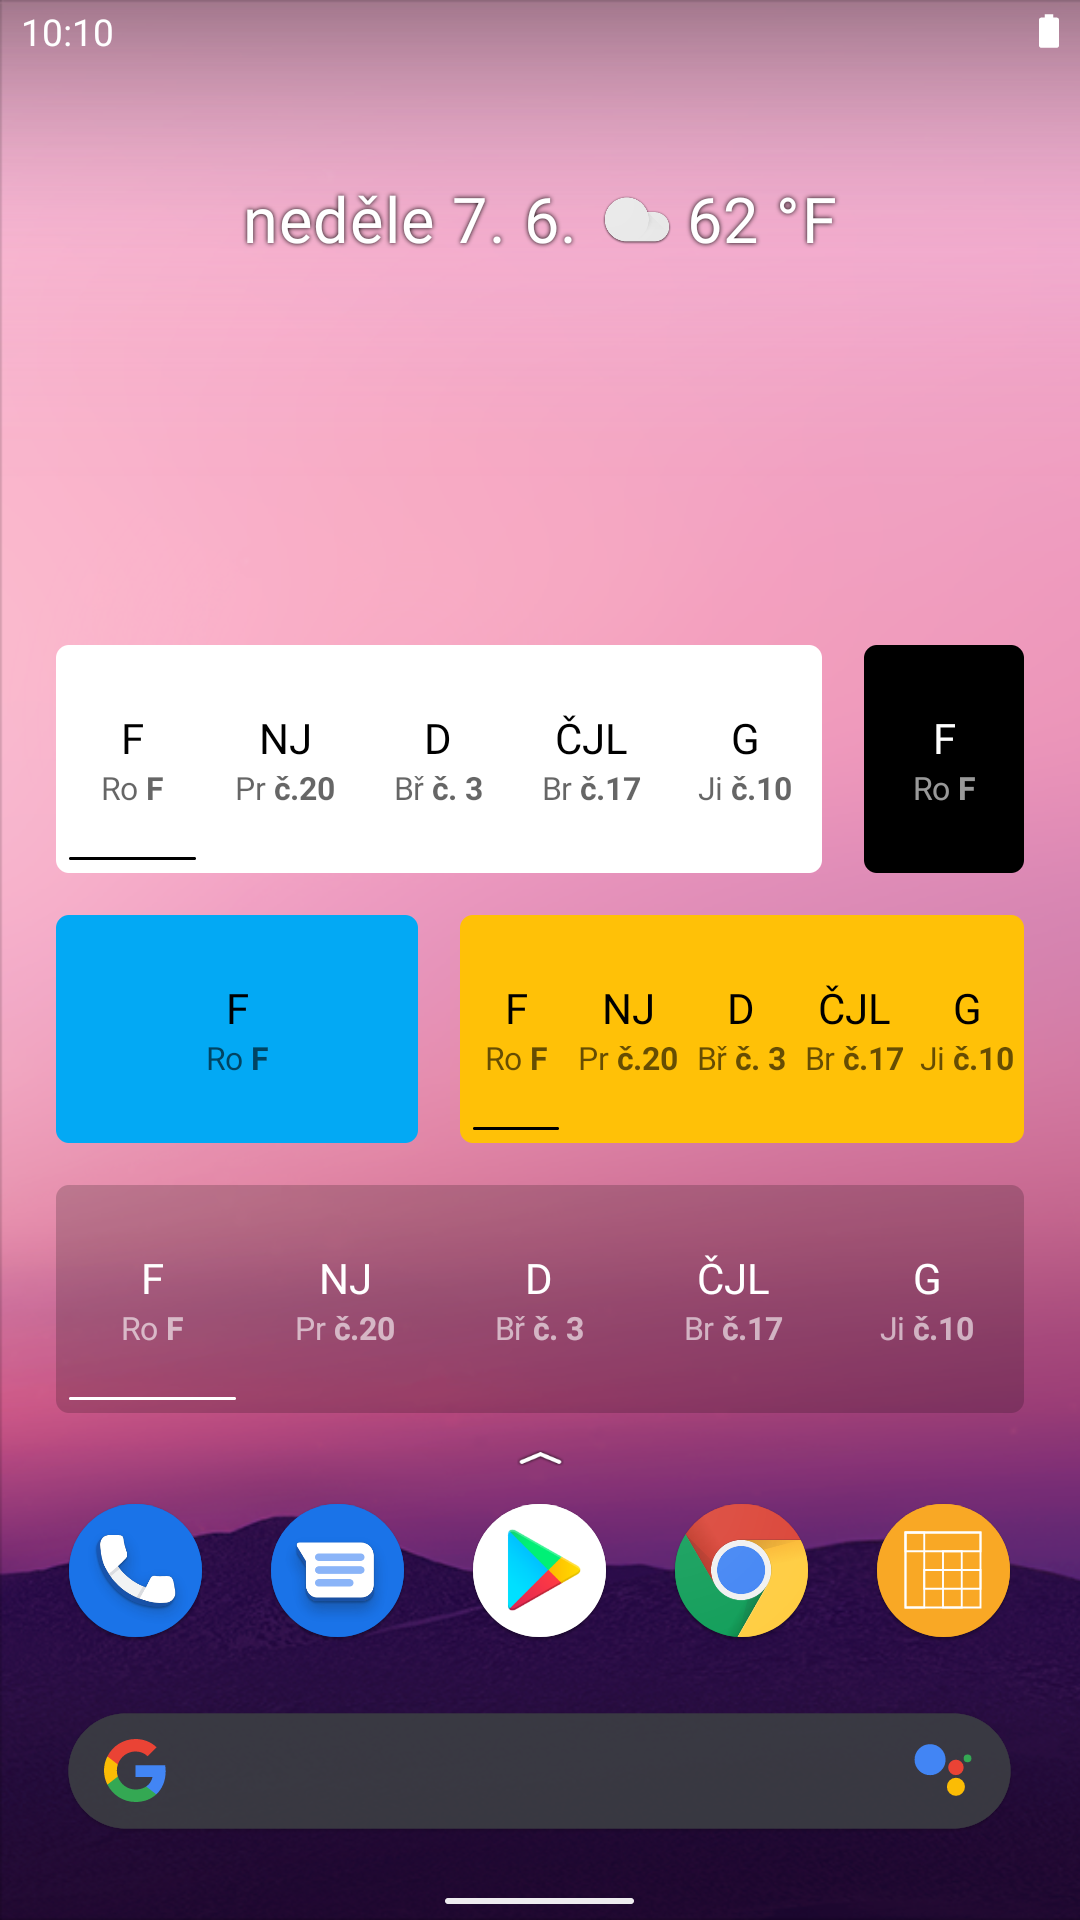 10:10
neděle 7. 6. 62 °F
F NJ D ČJL G
Ro F Pr č.20 Bř č. 3 Br č.17 Ji č.10
F
Ro F
F
Ro F
F NJ D ČJL G
Ro F Pr č.20 Bř č. 3 Br č.17 Ji č.10
F NJ D ČJL G
Ro F Pr č.20 Bř č. 3 Br č.17 Ji č.10